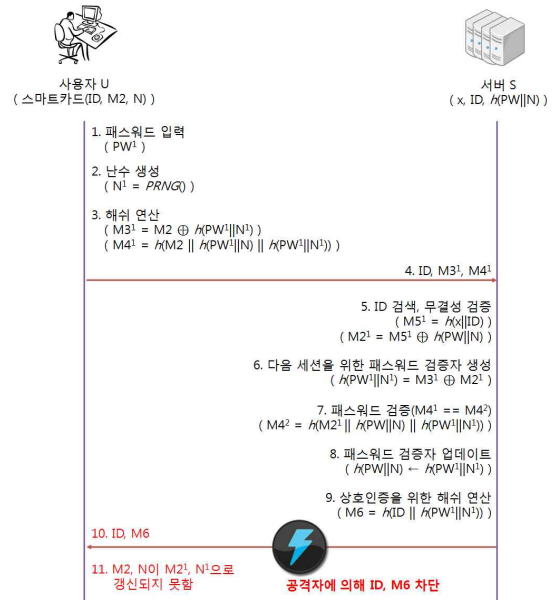 사용자 U
( 스마트카드(ID, M2, N) )
서버 S
( x, ID, h(PW||N) )
1. 패스워드 입력
( PW¹ )
2. 난수 생성
( N¹ = PRNG() )
3. 해쉬 연산
( M3¹ = M2 ⊕ h(PW¹||N¹) )
( M4¹ = h(M2 || h(PW¹||N) || h(PW¹||N¹)) )
4. ID, M3¹, M4¹
5. ID 검색, 무결성 검증
( M5¹ = h(x||ID) )
( M2¹ = M5¹ ⊕ h(PW||N) )
6. 다음 세션을 위한 패스워드 검증자 생성
( h(PW¹||N¹) = M3¹ ⊕ M2¹ )
7. 패스워드 검증(M4¹ == M4²)
( M4² = h(M2¹ || h(PW||N) || h(PW¹||N¹)) )
8. 패스워드 검증자 업데이트
( h(PW||N) ← h(PW¹||N¹) )
9. 상호인증을 위한 해쉬 연산
( M6 = h(ID || h(PW¹||N¹)) )
10. ID, M6
11. M2, N이 M2¹, N¹으로
갱신되지 못함
공격자에 의해 ID, M6 차단